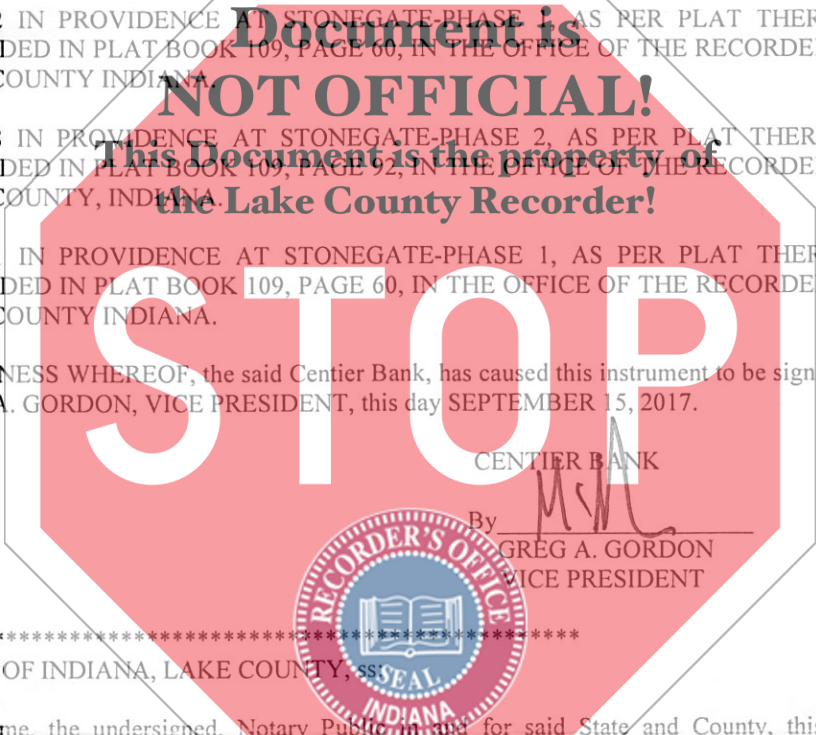 2 IN PROVIDENCE AT STONEGATE-PHASE 1, AS PER PLAT THER
Document is
DED IN PLAT BOOK 109, PAGE 60, IN THE OFFICE OF THE RECORDE
COUNTY INDIANA.
NOT OFFICIAL!
IN PROVIDENCE AT STONEGATE-PHASE 2, AS PER PLAT THER
This Document is the property of
DED IN PLAT BOOK 109, PAGE 92, IN THE OFFICE OF THE RECORDE
COUNTY, INDIANA.
the Lake County Recorder!
IN PROVIDENCE AT STONEGATE-PHASE 1, AS PER PLAT THER
DED IN PLAT BOOK 109, PAGE 60, IN THE OFFICE OF THE RECORDE
COUNTY INDIANA.
STOP
NESS WHEREOF, the said Centier Bank, has caused this instrument to be sign
A. GORDON, VICE PRESIDENT, this day SEPTEMBER 15, 2017.
CENTIER BANK
By
GREG A. GORDON
VICE PRESIDENT
RECORDER'S OFFICE
SEAL
INDIANA
************************************************
OF INDIANA, LAKE COUNTY, ss:
me, the undersigned, Notary Public in and for said State and County, this